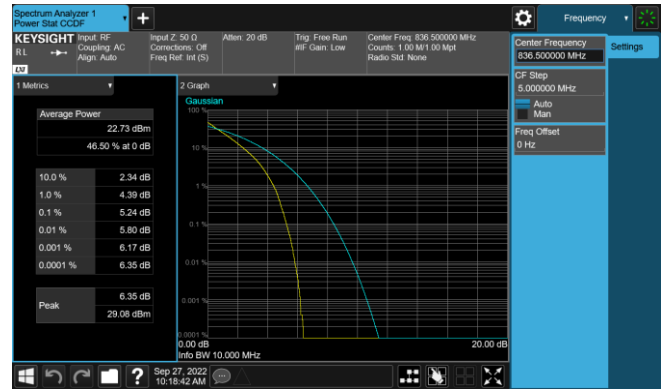 Spectrum Analyzer 1
Power Stat CCDF
Frequency
KEYSIGHT
Input: RF
Input Z: 50 Ω
Atten: 20 dB
Trig: Free Run
Center Freq: 836.500000 MHz
RL
Coupling: AC
Corrections: Off
#IF Gain: Low
Counts: 1.00 M/1.00 Mpt
Align: Auto
Freq Ref: Int (S)
Radio Std: None
LXI
Center Frequency
836.500000 MHz
Settings
CF Step
5.000000 MHz
Auto
Man
Freq Offset
0 Hz
1 Metrics
Average Power
22.73 dBm
46.50 % at 0 dB
10.0 % 2.34 dB
1.0 % 4.39 dB
0.1 % 5.24 dB
0.01 % 5.80 dB
0.001 % 6.17 dB
0.0001 % 6.35 dB
Peak
6.35 dB
29.08 dBm
2 Graph
Gaussian
100 %
10 %
1 %
0.1 %
0.01 %
0.001 %
0.0001 %
0.00 dB
20.00 dB
Info BW 10.000 MHz
?
Sep 27, 2022
10:18:42 AM